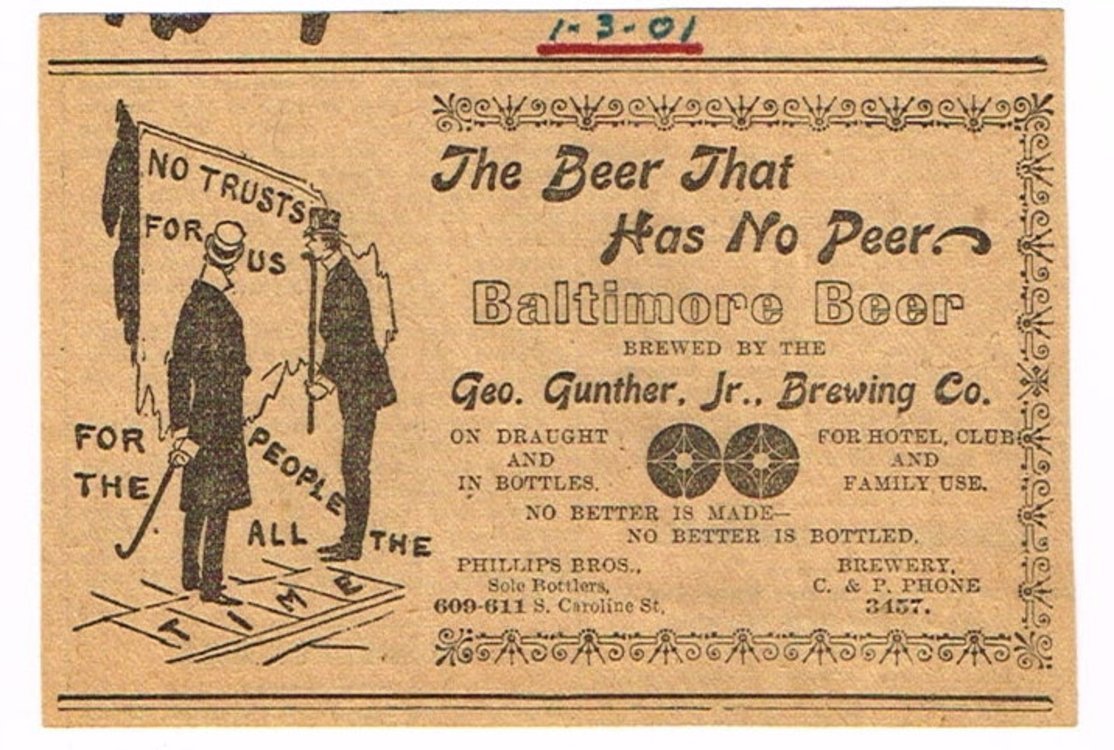 1-3-01
NO TRUSTS
FOR US
FOR
THE
PEOPLE
ALL THE
TIME
The Beer That
Has No Peer.
Baltimore Beer
BREWED BY THE
Geo. Gunther, Jr., Brewing Co.
ON DRAUGHT
AND
IN BOTTLES.
FOR HOTEL, CLUB
AND
FAMILY USE.
NO BETTER IS MADE—
NO BETTER IS BOTTLED.
PHILLIPS BROS.,
Sole Bottlers,
609-611 S. Caroline St.
BREWERY,
C. & P. PHONE
3457.